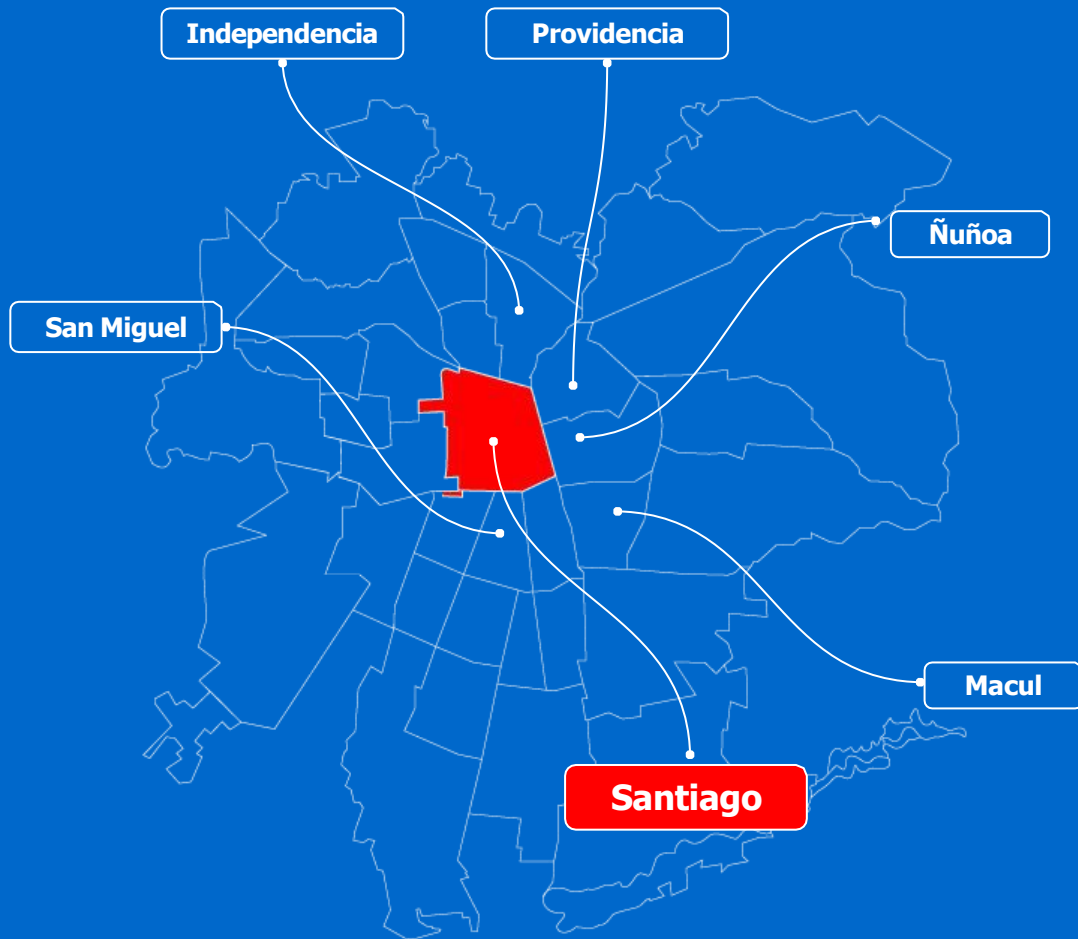 Independencia
Providencia
Ñuñoa
San Miguel
Macul
Santiago